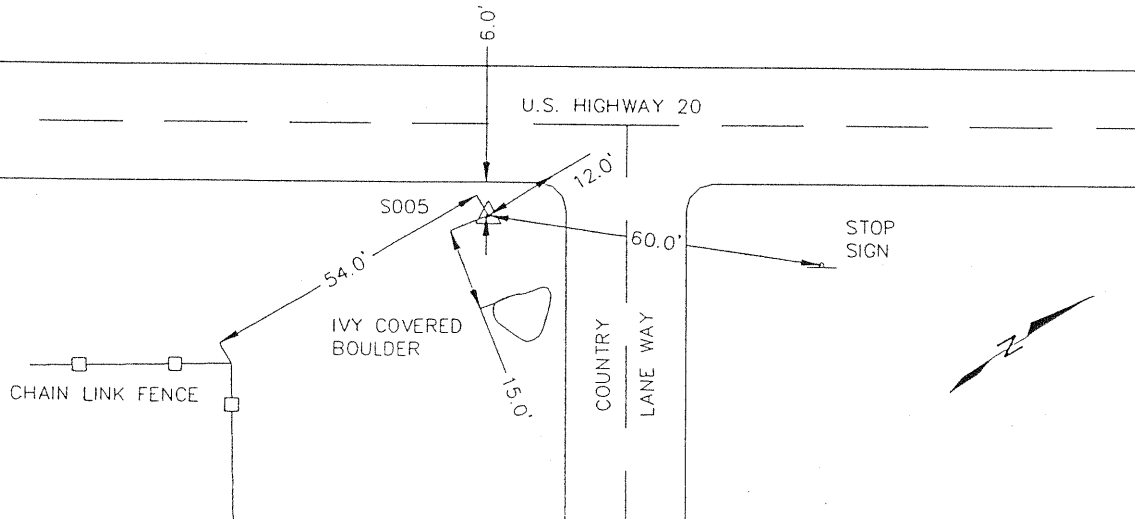 6.0'
U.S. HIGHWAY 20
12.0'
S005
60.0'
STOP
SIGN
54.0'
IVY COVERED
BOULDER
15.0'
COUNTRY
LANE WAY
N
CHAIN LINK FENCE